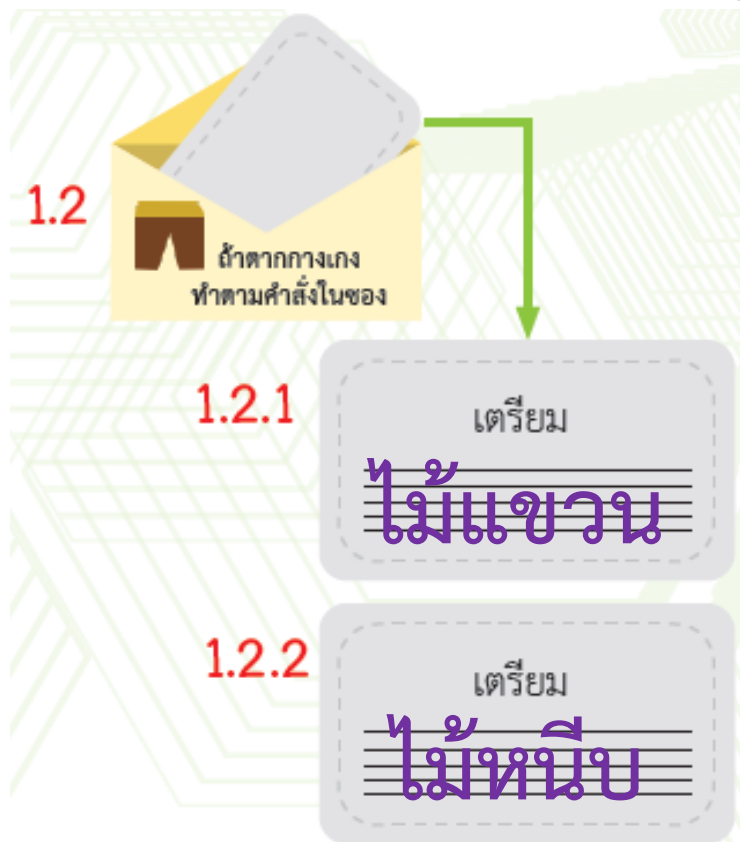 1.2
ถ้าตากกางเกง
ทำตามคำสั่งในซอง
1.2.1
เตรียม
ไม้แขวน
1.2.2
เตรียม
ไม้หนีบ